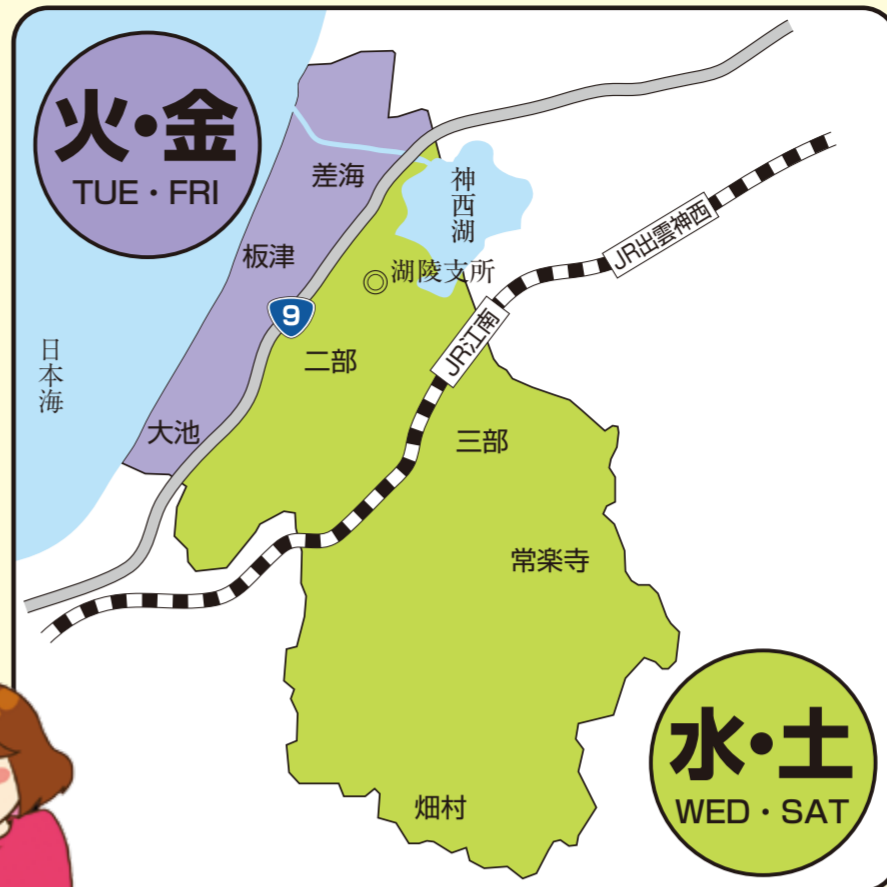 火・金
TUE・FRI
差海
神西湖
JR出雲神西
板津
湖陵支所
9
JR江南
日本海
二部
大池
三部
常楽寺
水・土
WED・SAT
畑村